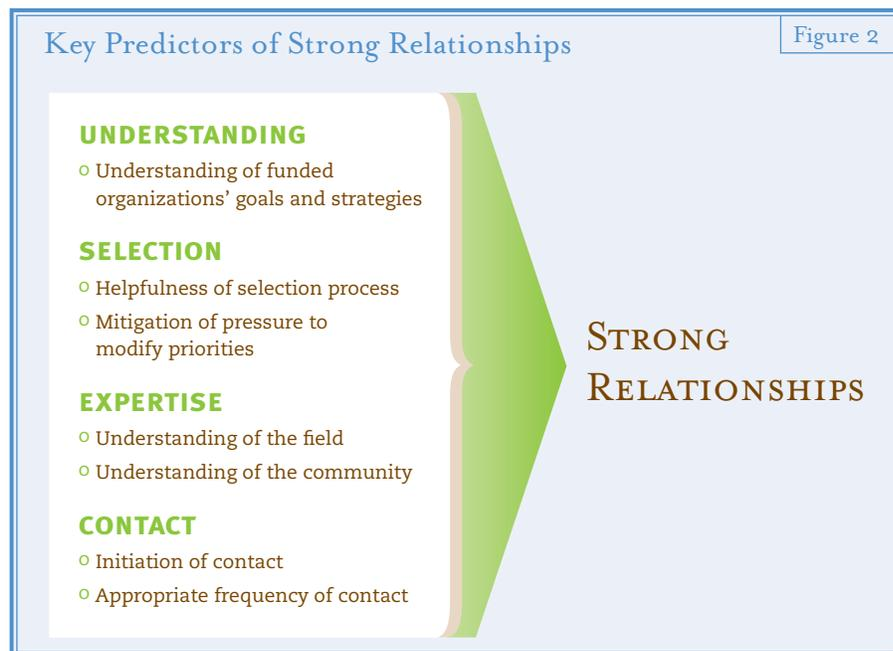 Key Predictors of Strong Relationships
Figure 2
UNDERSTANDING
o Understanding of funded
organizations’ goals and strategies
SELECTION
o Helpfulness of selection process
o Mitigation of pressure to
modify priorities
EXPERTISE
o Understanding of the field
o Understanding of the community
CONTACT
o Initiation of contact
o Appropriate frequency of contact
STRONG
RELATIONSHIPS